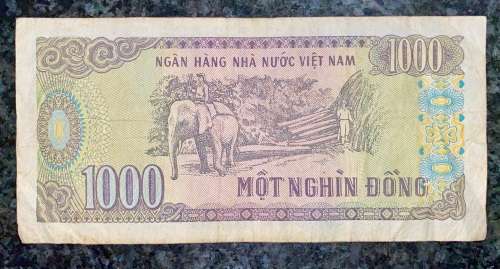 NGÂN HÀNG NHÀ NƯỚC VIỆT NAM
1000
1000
MỘT NGHÌN ĐỒNG